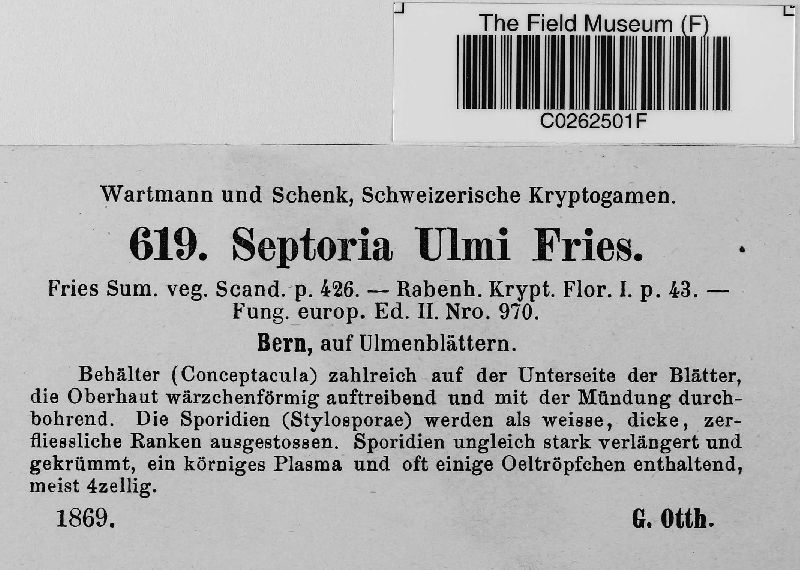 The Field Museum (F)
C0262501F
Wartmann und Schenk, Schweizerische Kryptogamen.
619. Septoria Ulmi Fries.
Fries Sum. veg. Scand. p. 426. — Rabenh. Krypt. Flor. I. p. 43. —
Fung. europ. Ed. II. Nro. 970.
Bern, auf Ulmenblättern.
Behälter (Conceptacula) zahlreich auf der Unterseite der Blätter,
die Oberhaut wärzchenförmig auftreibend und mit der Mündung durch-
bohrend. Die Sporidien (Stylosporae) werden als weisse, dicke, zer-
fliessliche Ranken ausgestossen. Sporidien ungleich stark verlängert und
gekrümmt, ein körniges Plasma und oft einige Oeltröpfchen enthaltend,
meist 4zellig.
1869. G. Otth.